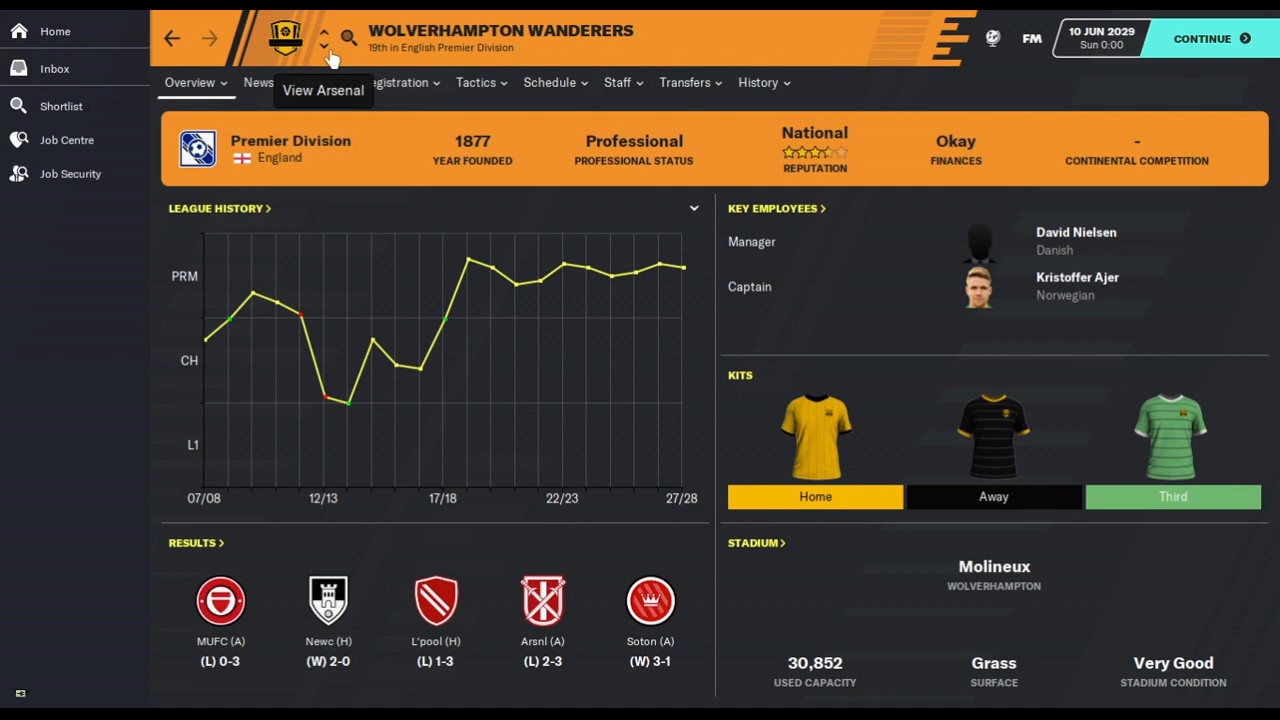 Home
Inbox
Shortlist
Job Centre
Job Security
WOLVERHAMPTON WANDERERS
19th in English Premier Division
FM
10 JUN 2029
Sun 0:00
CONTINUE
Overview
News
egistration
Tactics
Schedule
Staff
Transfers
History
View Arsenal
Premier Division
England
1877
YEAR FOUNDED
Professional
PROFESSIONAL STATUS
National
REPUTATION
Okay
FINANCES
-
CONTINENTAL COMPETITION
LEAGUE HISTORY >
PRM
CH
L1
07/08
12/13
17/18
22/23
27/28
KEY EMPLOYEES >
Manager
David Nielsen
Danish
Captain
Kristoffer Ajer
Norwegian
KITS
Home
Away
Third
RESULTS >
MUFC (A)
(L) 0-3
Newc (H)
(W) 2-0
L'pool (H)
(L) 1-3
Arsnl (A)
(L) 2-3
Soton (A)
(W) 3-1
STADIUM >
Molineux
WOLVERHAMPTON
30,852
USED CAPACITY
Grass
SURFACE
Very Good
STADIUM CONDITION